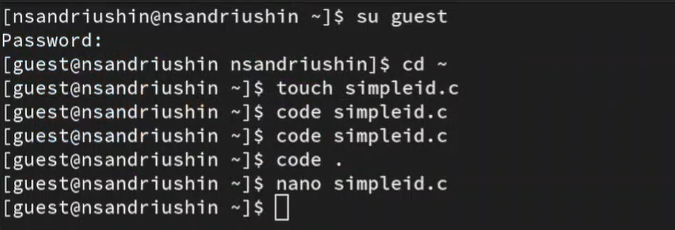 [nsandriushin@nsandriushin ~]$ su guest
Password:
[guest@nsandriushin nsandriushin]$ cd ~
[guest@nsandriushin ~]$ touch simpleid.c
[guest@nsandriushin ~]$ code simpleid.c
[guest@nsandriushin ~]$ code simpleid.c
[guest@nsandriushin ~]$ code .
[guest@nsandriushin ~]$ nano simpleid.c
[guest@nsandriushin ~]$